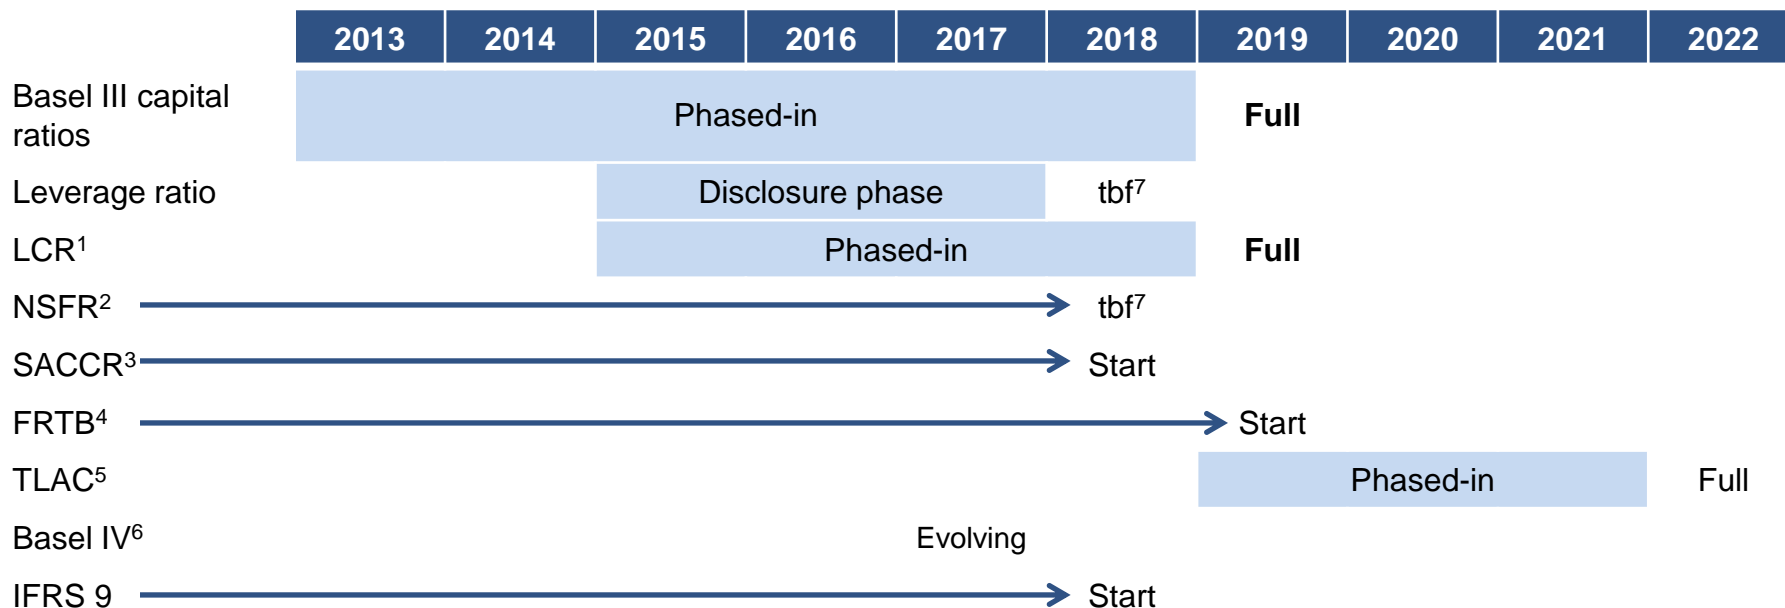 2013 2014 2015 2016 2017 2018 2019 2020 2021 2022
Basel III capital
ratios
Phased-in Full
Leverage ratio Disclosure phase tbf⁷
LCR¹ Phased-in Full
NSFR² tbf⁷
SACCR³ Start
FRTB⁴ Start
TLAC⁵ Phased-in Full
Basel IV⁶ Evolving
IFRS 9 Start